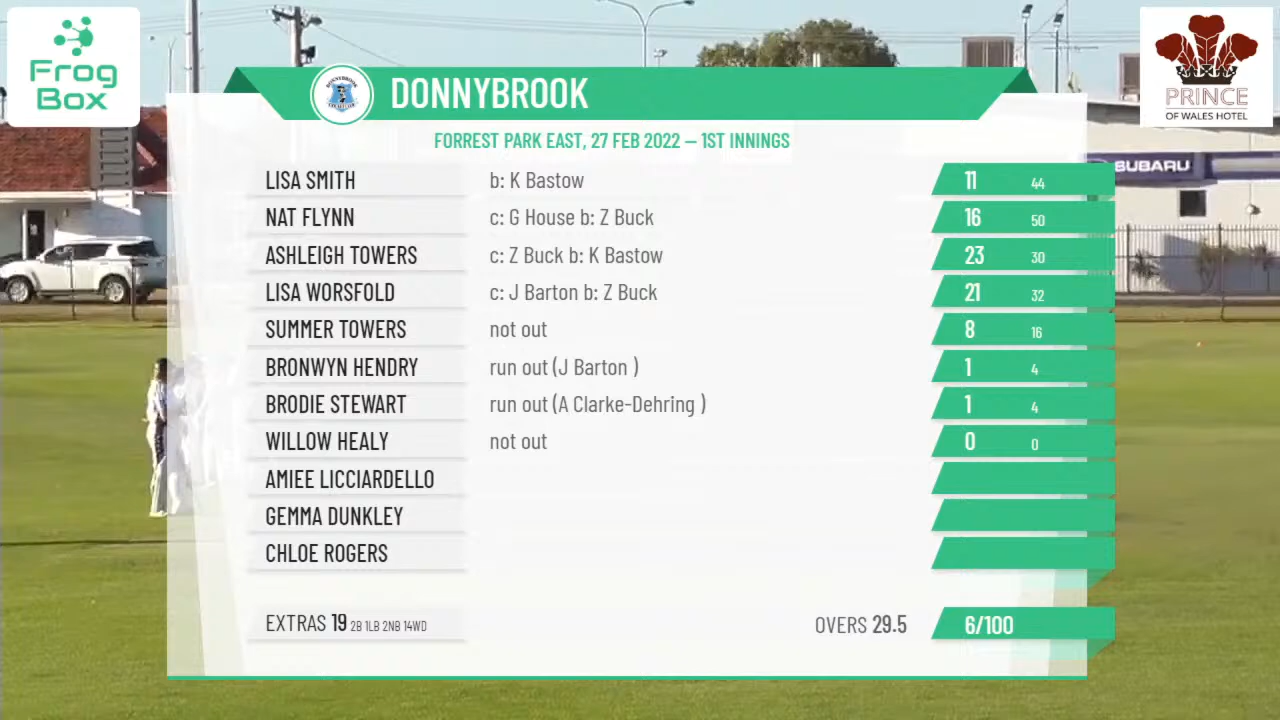 Frog
Box
DONNYBROOK
PRINCE
OF WALES HOTEL
FORREST PARK EAST, 27 FEB 2022 – 1ST INNINGS
SUBARU
LISA SMITH b: K Bastow 11 44
NAT FLYNN c: G House b: Z Buck 16 50
ASHLEIGH TOWERS c: Z Buck b: K Bastow 23 30
LISA WORSFOLD c: J Barton b: Z Buck 21 32
SUMMER TOWERS not out 8 16
BRONWYN HENDRY run out (J Barton ) 1 4
BRODIE STEWART run out (A Clarke-Dehring ) 1 4
WILLOW HEALY not out 0 0
AMIEE LICCIARDELLO
GEMMA DUNKLEY
CHLOE ROGERS
EXTRAS 19 2B 1LB 2NB 14WD OVERS 29.5 6/100